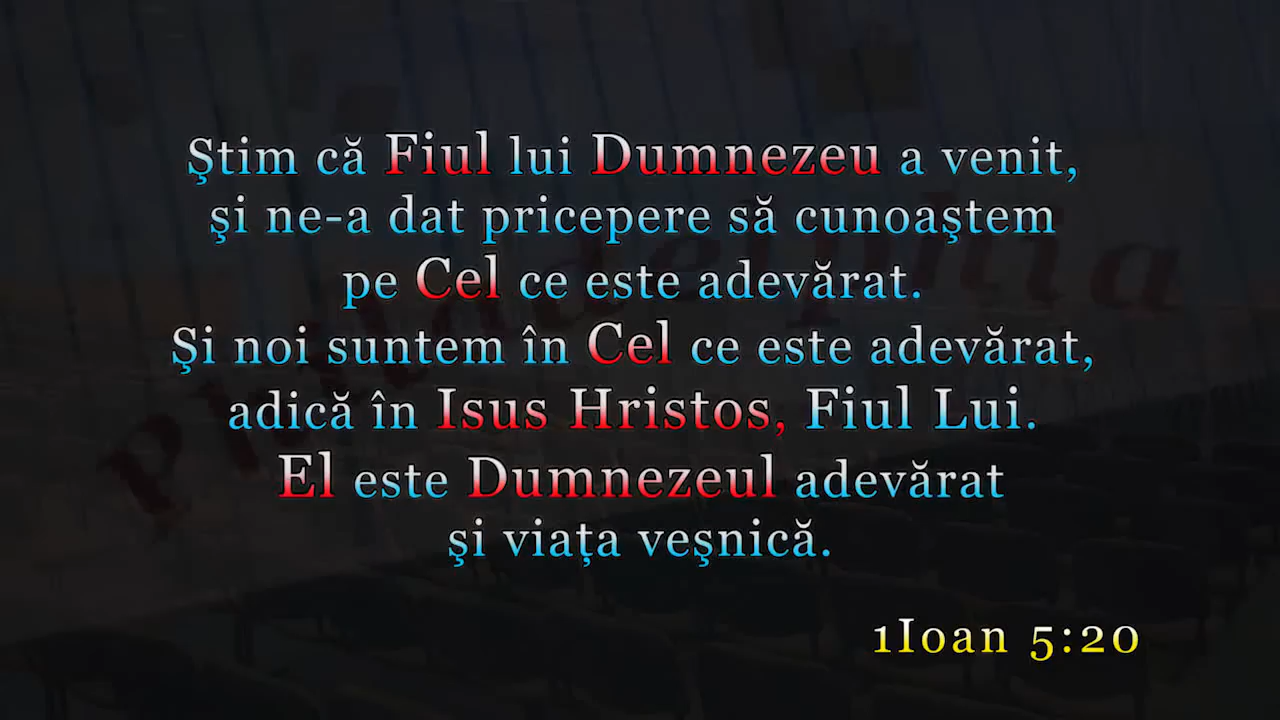 Ştim că Fiul lui Dumnezeu a venit,
şi ne-a dat pricepere să cunoaştem
pe Cel ce este adevărat.
Şi noi suntem în Cel ce este adevărat,
adică în Isus Hristos, Fiul Lui.
El este Dumnezeul adevărat
şi viaţa veşnică.
1Ioan 5:20
Philadelphia